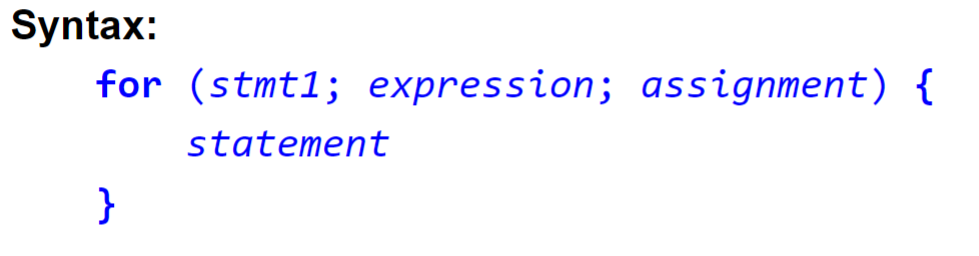 Syntax:
for (stmt1; expression; assignment) {
statement
}